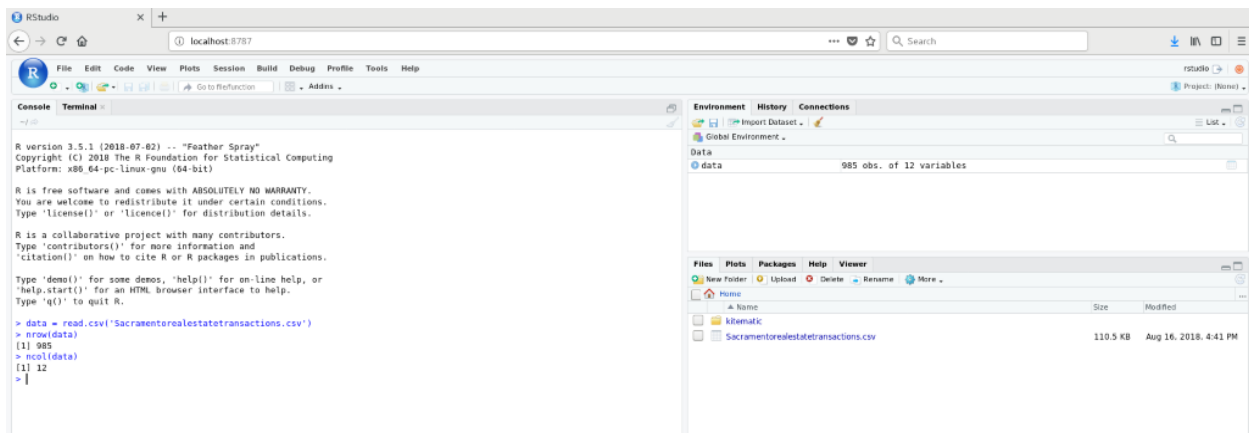 RStudio
localhost:8787
Search
R
File Edit Code View Plots Session Build Debug Profile Tools Help
rstudio
Go to file/function
Addins
Project: (None)
Console Terminal
~/
R version 3.5.1 (2018-07-02) -- "Feather Spray"
Copyright (C) 2018 The R Foundation for Statistical Computing
Platform: x86_64-pc-linux-gnu (64-bit)
R is free software and comes with ABSOLUTELY NO WARRANTY.
You are welcome to redistribute it under certain conditions.
Type 'license()' or 'licence()' for distribution details.
R is a collaborative project with many contributors.
Type 'contributors()' for more information and
'citation()' on how to cite R or R packages in publications.
Type 'demo()' for some demos, 'help()' for on-line help, or
'help.start()' for an HTML browser interface to help.
Type 'q()' to quit R.
> data = read.csv('Sacramentorealestatetransactions.csv')
> nrow(data)
[1] 985
> ncol(data)
[1] 12
>
Environment History Connections
Import Dataset
List
Global Environment
Data
data 985 obs. of 12 variables
Files Plots Packages Help Viewer
New Folder Upload Delete Rename More
Home
Name Size Modified
kitematic
Sacramentorealestatetransactions.csv 110.5 KB Aug 16, 2018, 4:41 PM